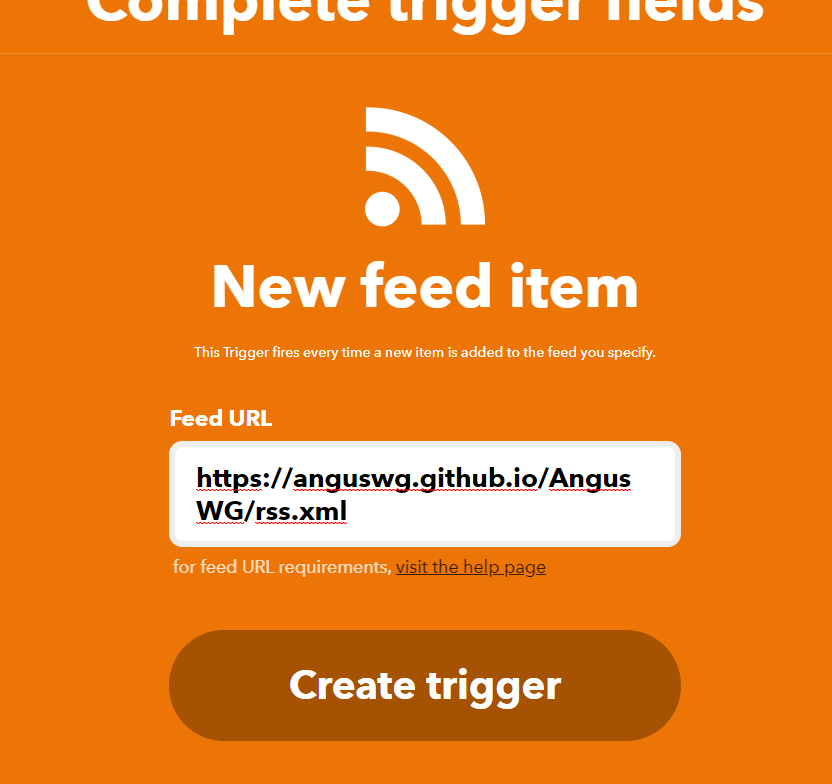 Complete trigger fields
New feed item
This Trigger fires every time a new item is added to the feed you specify.
Feed URL
https://anguswg.github.io/Angus
WG/rss.xml
for feed URL requirements, visit the help page
Create trigger